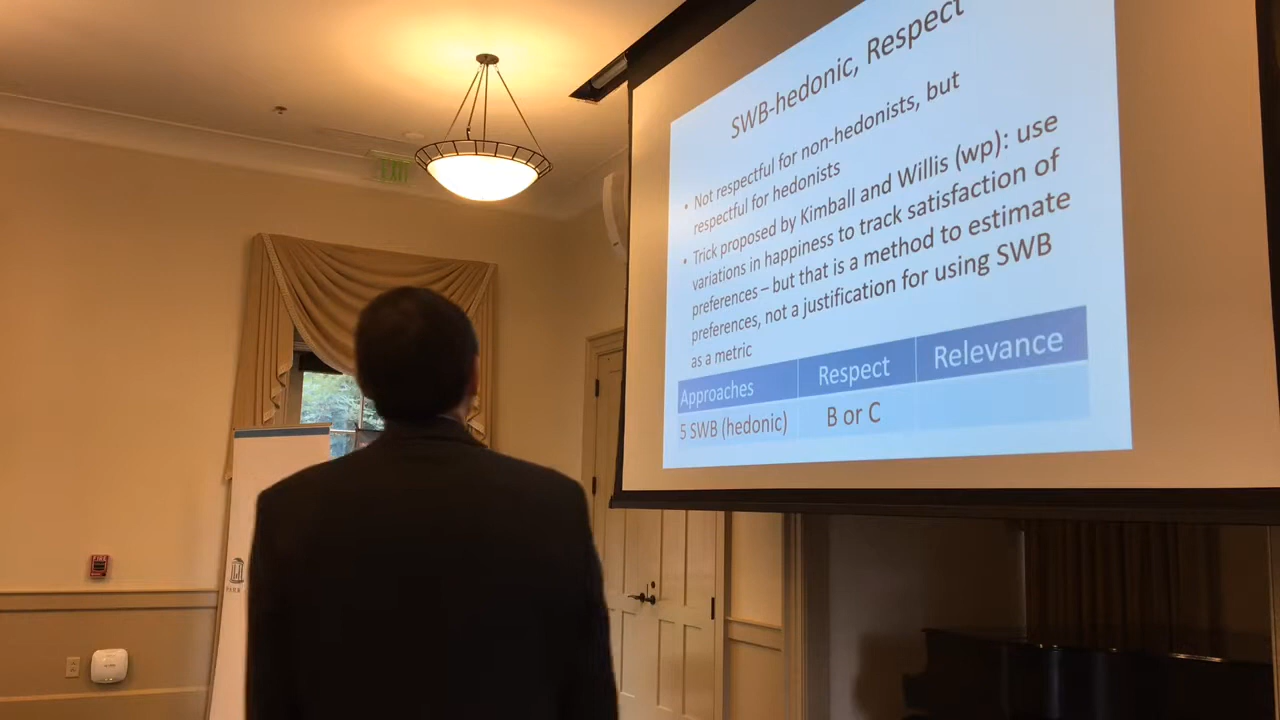 SWB-hedonic, Respect
• Not respectful for non-hedonists, but
respectful for hedonists
• Trick proposed by Kimball and Willis (wp): use
variations in happiness to track satisfaction of
preferences – but that is a method to estimate
preferences, not a justification for using SWB
as a metric
Approaches Respect Relevance
5 SWB (hedonic) B or C
EXIT
FIRE